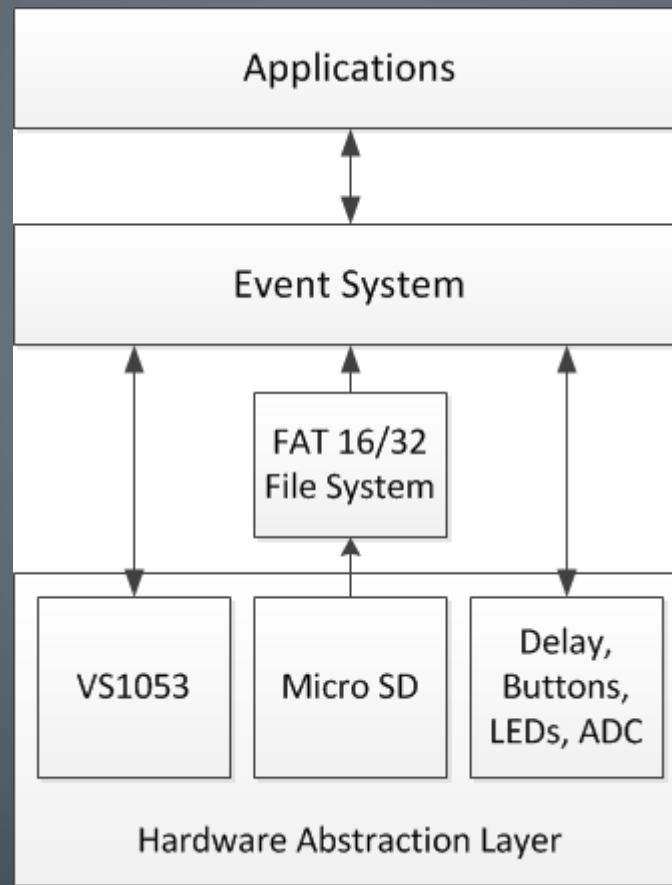 Applications
Event System
FAT 16/32
File System
VS1053
Micro SD
Delay,
Buttons,
LEDs, ADC
Hardware Abstraction Layer